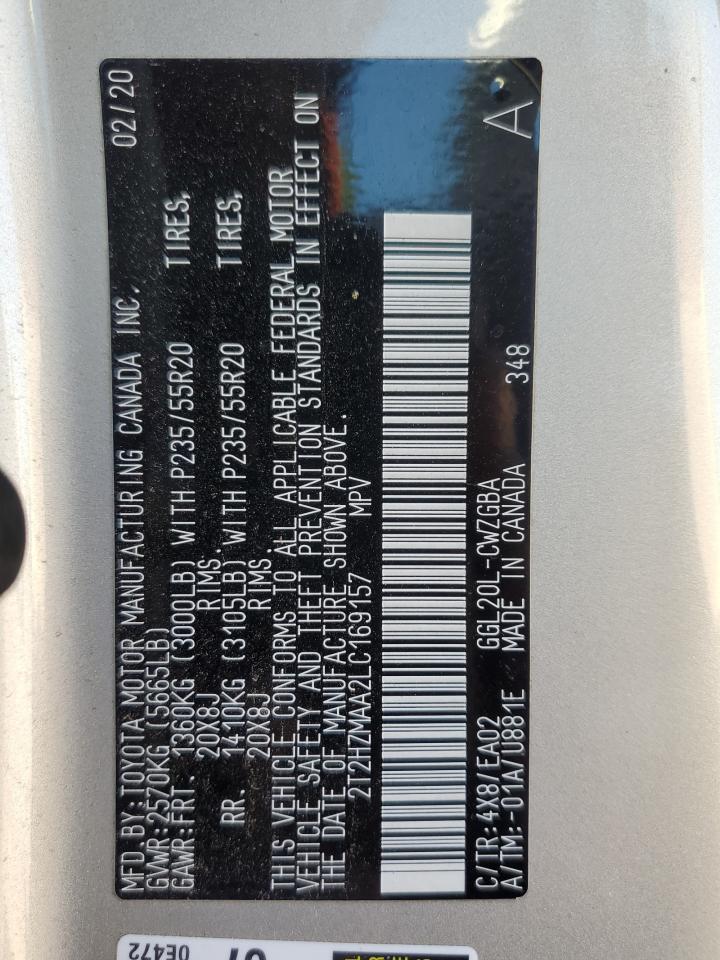 MFD.BY:TOYOTA MOTOR MANUFACTURING CANADA INC. 02/20
GVWR:2570KG (5665LB)
GAWR:FRT. 1360KG (3000LB) WITH P235/55R20 TIRES,
20X8J RIMS.
RR. 1410KG (3105LB) WITH P235/55R20 TIRES,
20X8J RIMS.
THIS VEHICLE CONFORMS TO ALL APPLICABLE FEDERAL MOTOR
VEHICLE SAFETY AND THEFT PREVENTION STANDARDS IN EFFECT ON
THE DATE OF MANUFACTURE SHOWN ABOVE.
2T2HZMAA2LC169157 MPV
C/TR:4X8/EA02 GGL20L-CWZGBA
A/TM:-01A/U881E MADE IN CANADA 348
A
0E472